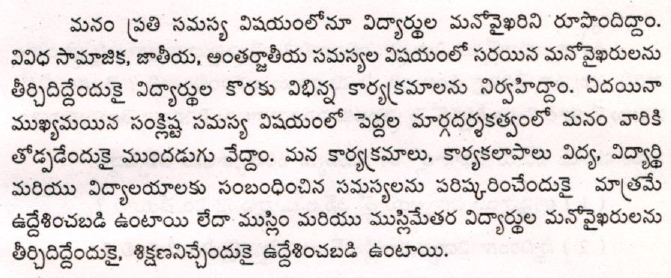 మనం ప్రతి సమస్య విషయంలోనూ విద్యార్థుల మనోవైఖరిని రూపొందిద్దాం.
వివిధ సామాజిక, జాతీయ, అంతర్జాతీయ సమస్యల విషయంలో సరయిన మనోవైఖరులను
తీర్చిదిద్దేందుకై విద్యార్థుల కొరకు విభిన్న కార్యక్రమాలను నిర్వహిద్దాం. ఏదయినా
ముఖ్యమయిన సంక్లిష్ట సమస్య విషయంలో పెద్దల మార్గదర్శకత్వంలో మనం వారికి
తోడ్పడేందుకై ముందడుగు వేద్దాం. మన కార్యక్రమాలు, కార్యకలాపాలు విద్య, విద్యార్థి
మరియు విద్యాలయాలకు సంబంధించిన సమస్యలను పరిష్కరించేందుకై మాత్రమే
ఉద్దేశించబడి ఉంటాయి లేదా ముస్లిం మరియు ముస్లిమేతర విద్యార్థుల మనోవైఖరులను
తీర్చిదిద్దేందుకై, శిక్షణనిచ్చేందుకై ఉద్దేశించబడి ఉంటాయి.